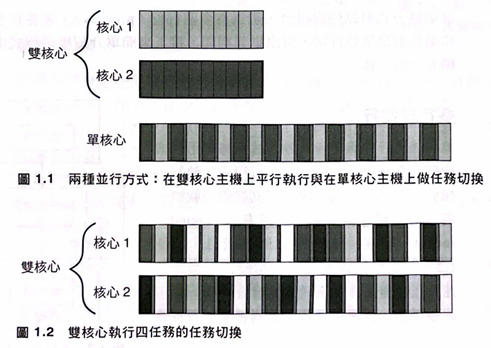 核心 1
雙核心
核心 2
單核心
圖 1.1 兩種並行方式：在雙核心主機上平行執行與在單核心主機上做任務切換
核心 1
雙核心
核心 2
圖 1.2 雙核心執行四任務的任務切換